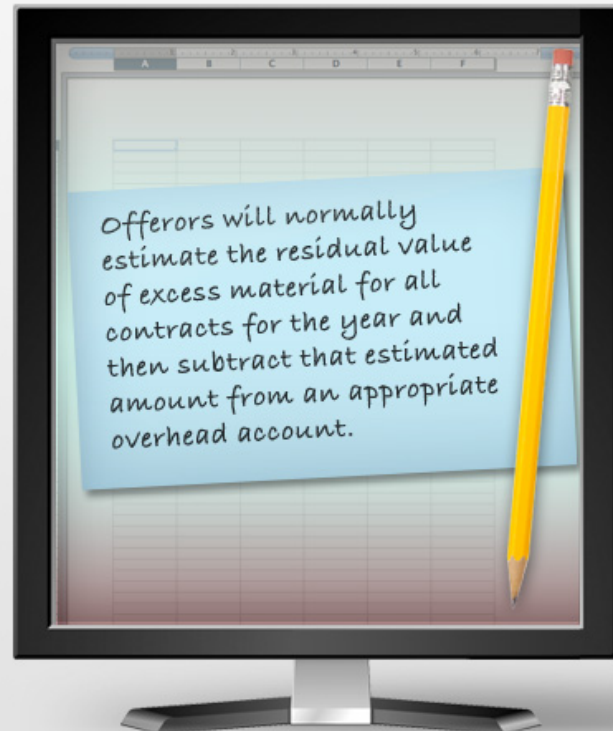 A B C D E F
Offerors will normally
estimate the residual value
of excess material for all
contracts for the year and
then subtract that estimated
amount from an appropriate
overhead account.